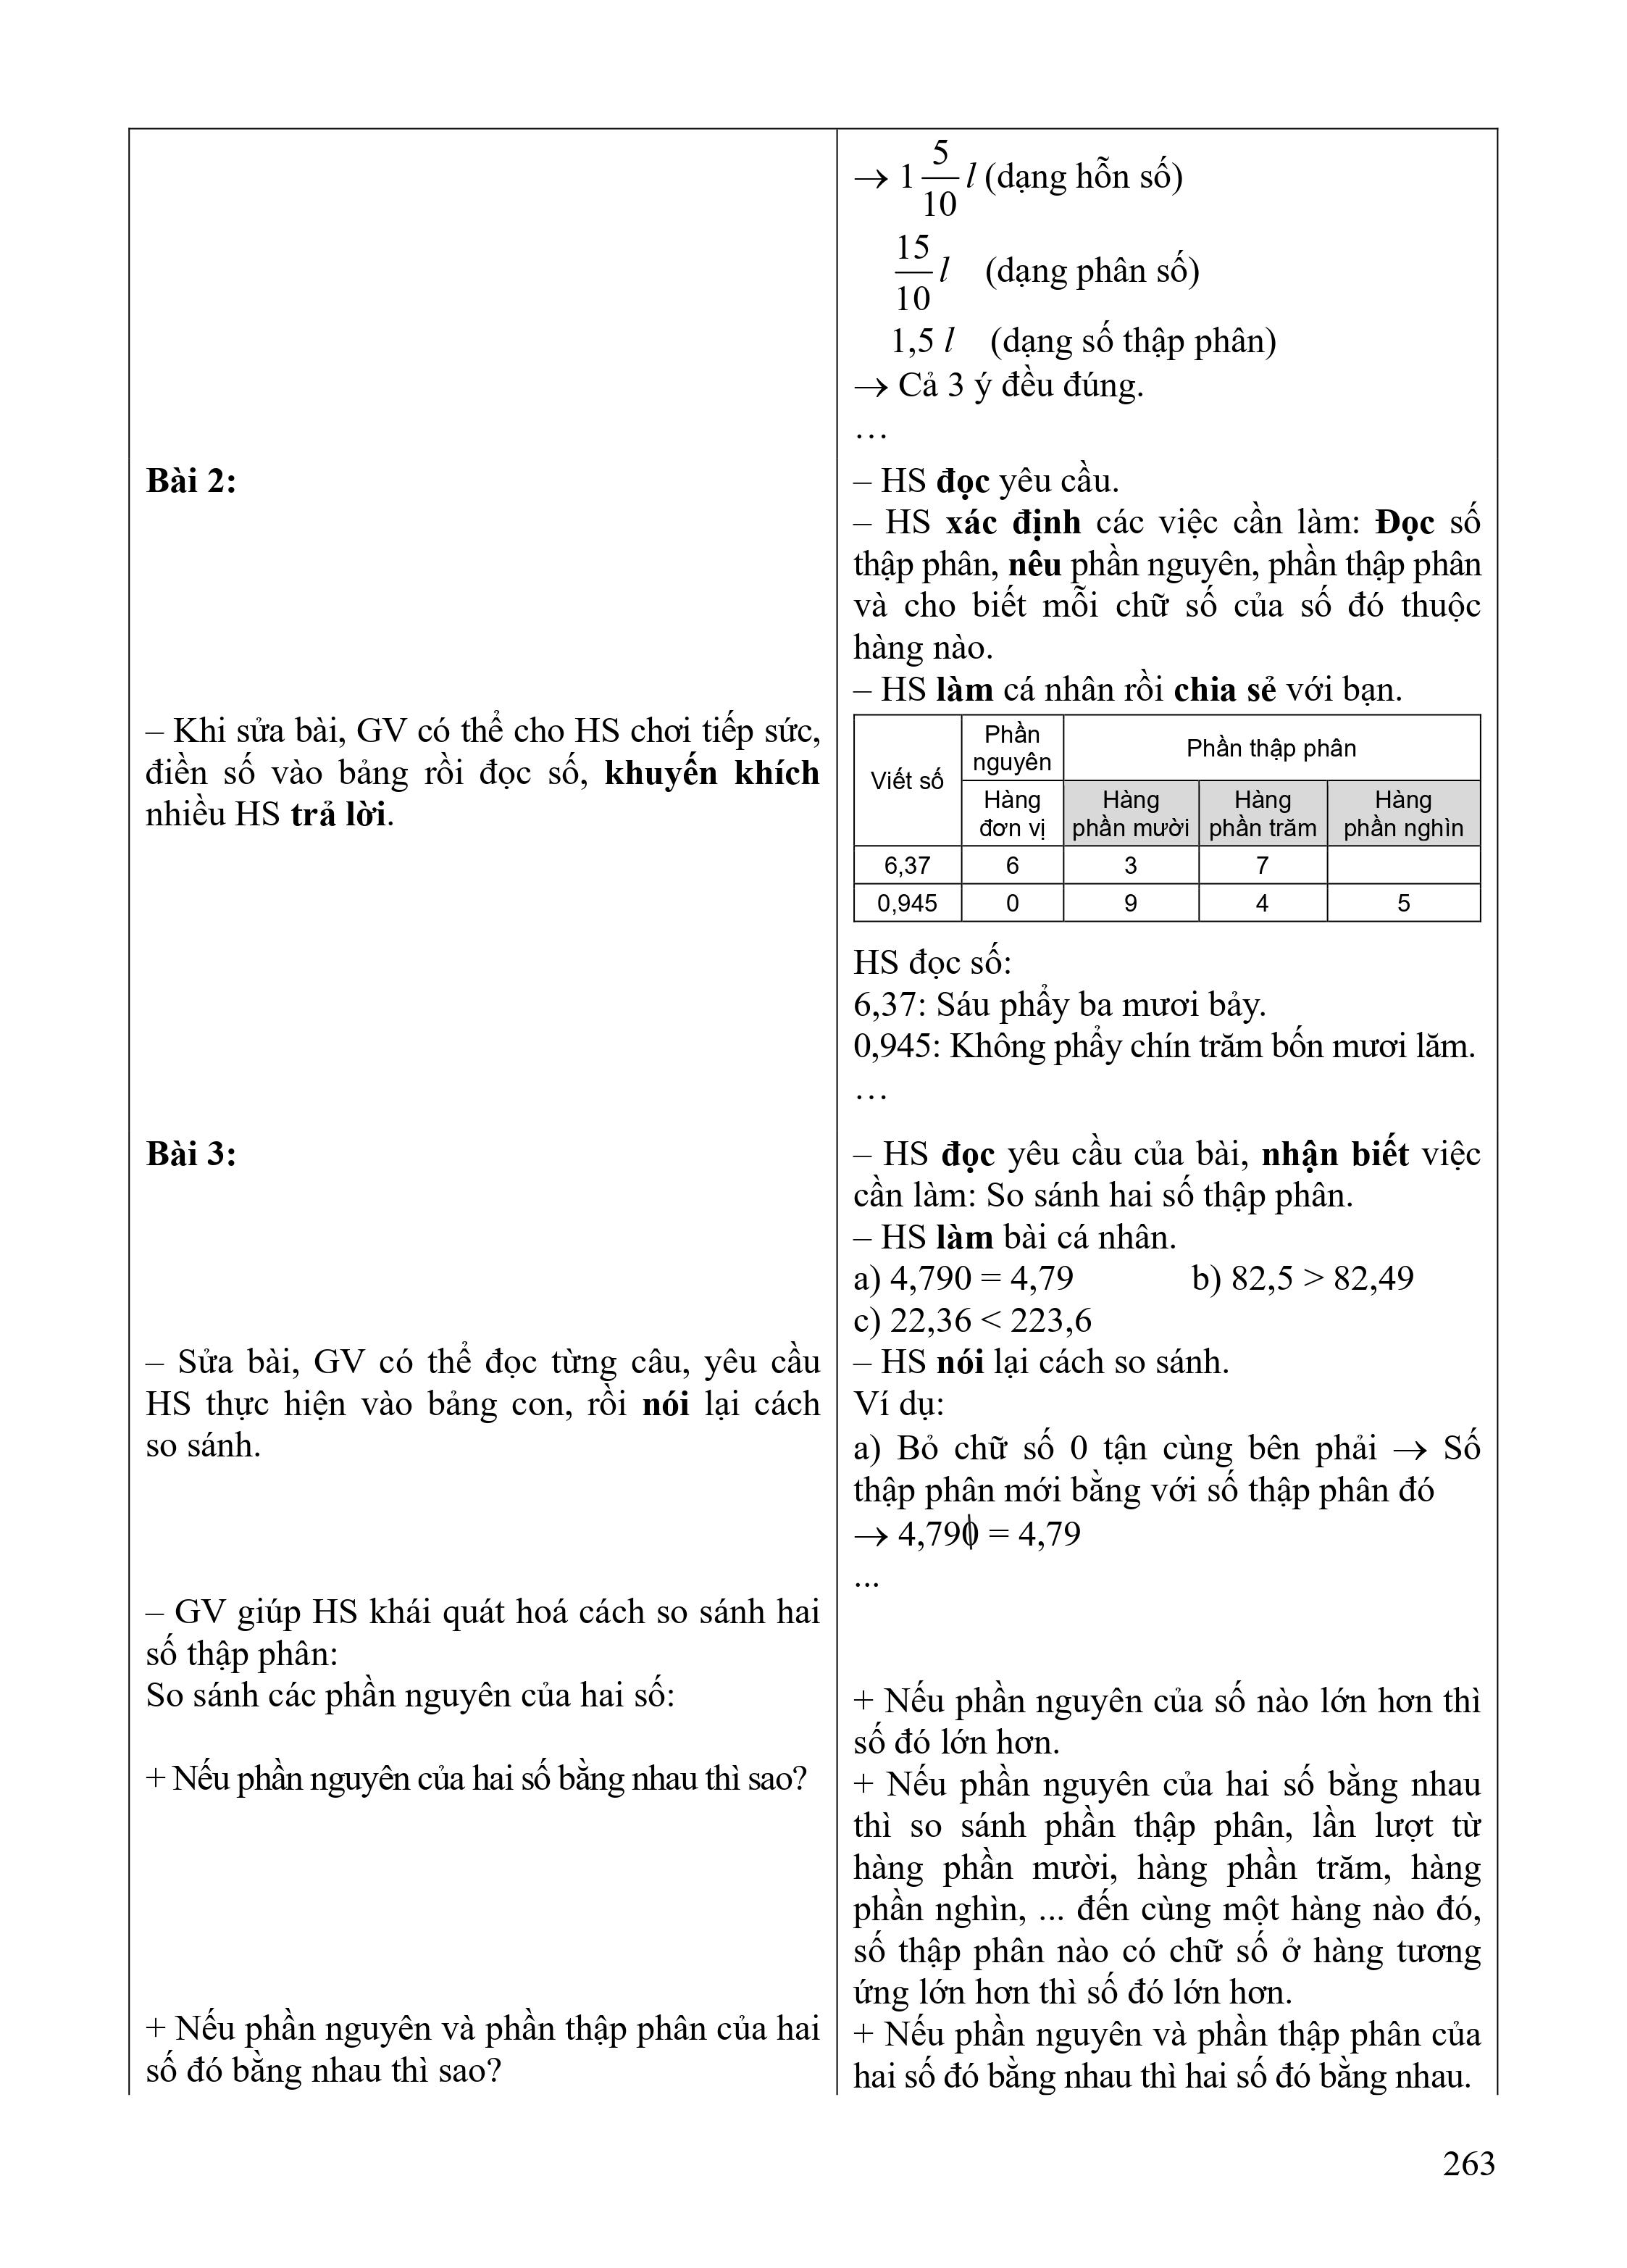 → 1 5/10 l (dạng hỗn số)
15/10 l (dạng phân số)
1,5 l (dạng số thập phân)
→ Cả 3 ý đều đúng.
…
Bài 2:
– HS đọc yêu cầu.
– HS xác định các việc cần làm: Đọc số
thập phân, nêu phần nguyên, phần thập phân
và cho biết mỗi chữ số của số đó thuộc
hàng nào.
– HS làm cá nhân rồi chia sẻ với bạn.
– Khi sửa bài, GV có thể cho HS chơi tiếp sức,
điền số vào bảng rồi đọc số, khuyến khích
nhiều HS trả lời.
Viết số
Phần
nguyên
Phần thập phân
Hàng
đơn vị
Hàng
phần mười
Hàng
phần trăm
Hàng
phần nghìn
6,37 6 3 7
0,945 0 9 4 5
HS đọc số:
6,37: Sáu phẩy ba mươi bảy.
0,945: Không phẩy chín trăm bốn mươi lăm.
…
Bài 3:
– HS đọc yêu cầu của bài, nhận biết việc
cần làm: So sánh hai số thập phân.
– HS làm bài cá nhân.
a) 4,790 = 4,79 b) 82,5 > 82,49
c) 22,36 < 223,6
– Sửa bài, GV có thể đọc từng câu, yêu cầu
HS thực hiện vào bảng con, rồi nói lại cách
so sánh.
– HS nói lại cách so sánh.
Ví dụ:
a) Bỏ chữ số 0 tận cùng bên phải → Số
thập phân mới bằng với số thập phân đó
→ 4,790 = 4,79
...
– GV giúp HS khái quát hoá cách so sánh hai
số thập phân:
So sánh các phần nguyên của hai số:
+ Nếu phần nguyên của số nào lớn hơn thì
số đó lớn hơn.
+ Nếu phần nguyên của hai số bằng nhau thì sao?
+ Nếu phần nguyên của hai số bằng nhau
thì so sánh phần thập phân, lần lượt từ
hàng phần mười, hàng phần trăm, hàng
phần nghìn, ... đến cùng một hàng nào đó,
số thập phân nào có chữ số ở hàng tương
ứng lớn hơn thì số đó lớn hơn.
+ Nếu phần nguyên và phần thập phân của hai
số đó bằng nhau thì sao?
+ Nếu phần nguyên và phần thập phân của
hai số đó bằng nhau thì hai số đó bằng nhau.
263